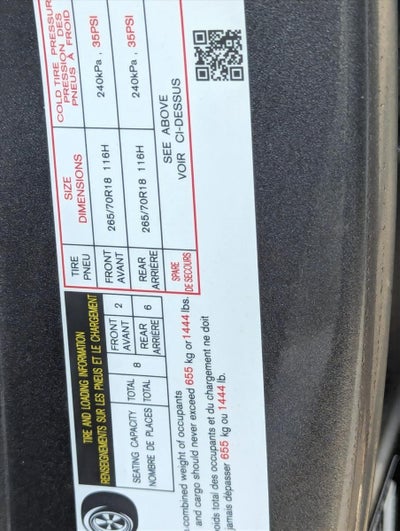 TIRE AND LOADING INFORMATION
RENSEIGNEMENTS SUR LES PNEUS ET LE CHARGEMENT
SEATING CAPACITY TOTAL 8 FRONT 2 REAR 6
NOMBRE DE PLACES TOTAL AVANT ARRIÈRE
combined weight of occupants
and cargo should never exceed 655 kg or 1444 lbs.
poids total des occupants et du chargement ne doit
jamais dépasser 655 kg ou 1444 lb.
TIRE SIZE COLD TIRE PRESSURE
PNEU DIMENSIONS PRESSION DES
PNEUS À FROID
FRONT 265/70R18 116H 240kPa, 35PSI
AVANT
REAR 265/70R18 116H 240kPa, 35PSI
ARRIÈRE
SPARE SEE ABOVE
DE SECOURS VOIR CI-DESSUS